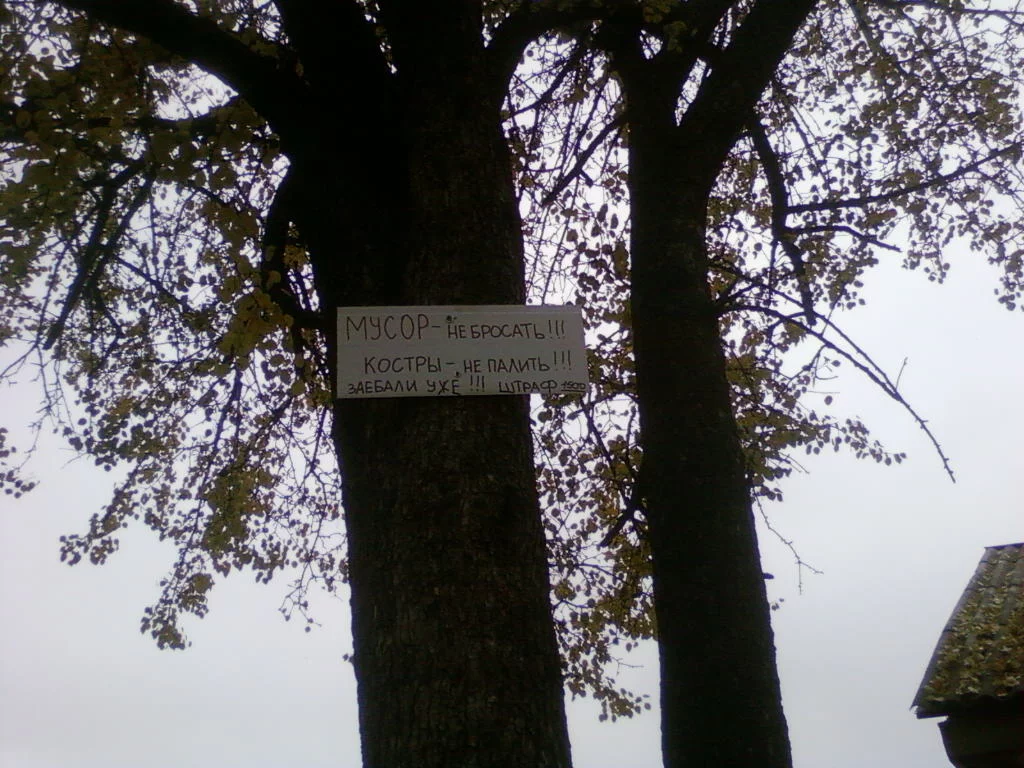 МУСОР- НЕ БРОСАТЬ!!!
КОСТРЫ-, НЕ ПАЛИТЬ!!!
ЗАЕБАЛИ УЖЕ !!! ШТРАФ 1500